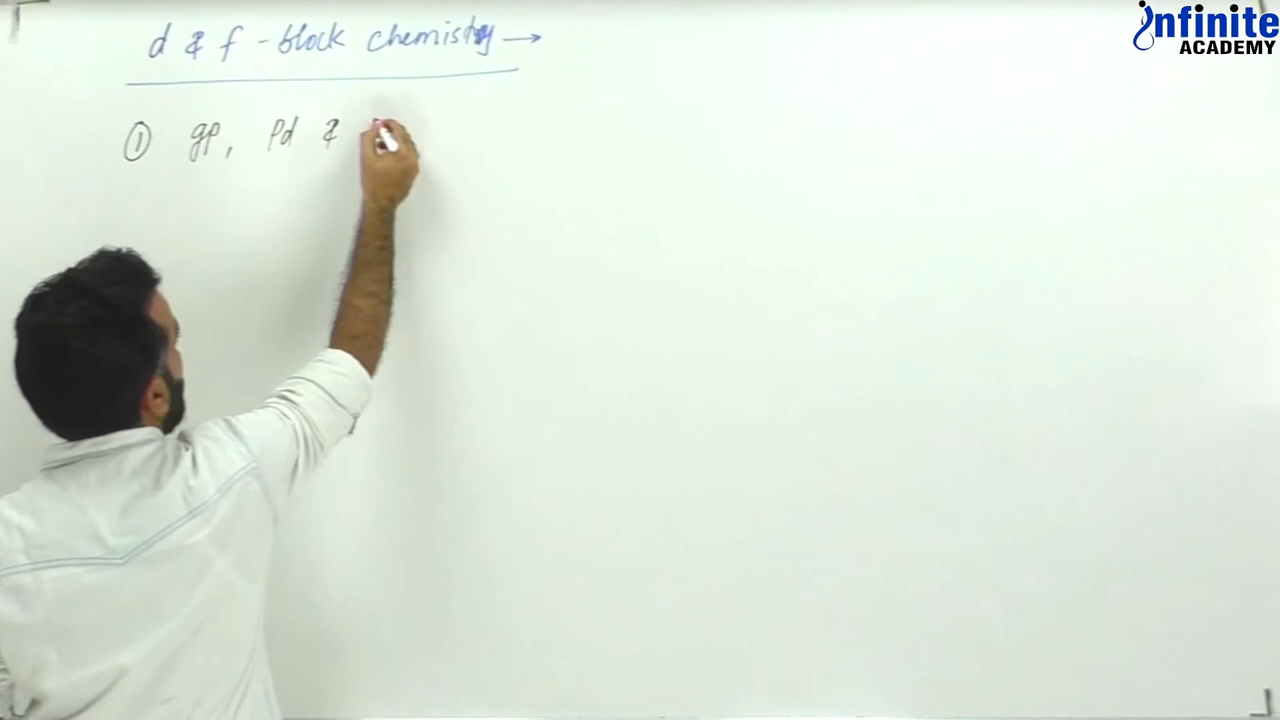 d & f - block chemistry →
① gp, Pd &
Infinite
ACADEMY